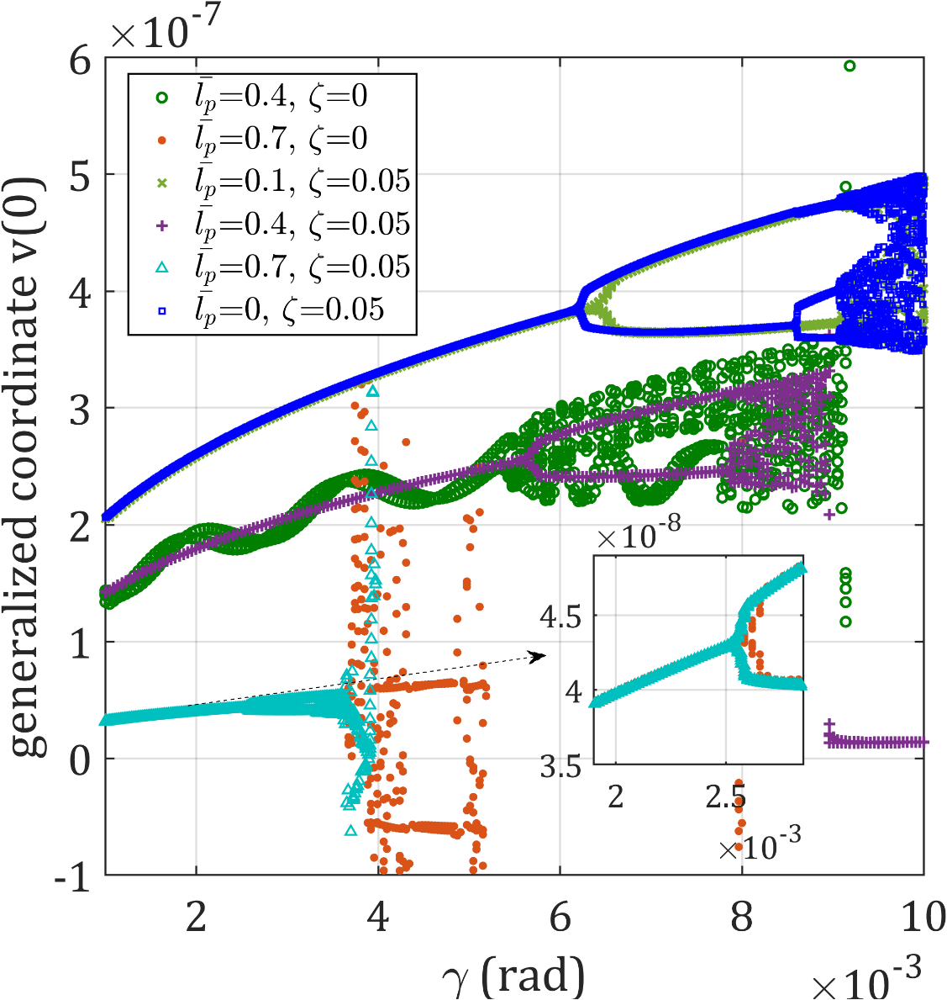 ×10⁻⁷
6
5
4
3
2
1
0
-1
generalized coordinate v(0)
l̄ₚ=0.4, ζ=0
l̄ₚ=0.7, ζ=0
l̄ₚ=0.1, ζ=0.05
l̄ₚ=0.4, ζ=0.05
l̄ₚ=0.7, ζ=0.05
l̄ₚ=0, ζ=0.05
×10⁻⁸
4.5
4
3.5
2 2.5
×10⁻³
2 4 6 8 10
γ (rad)
×10⁻³